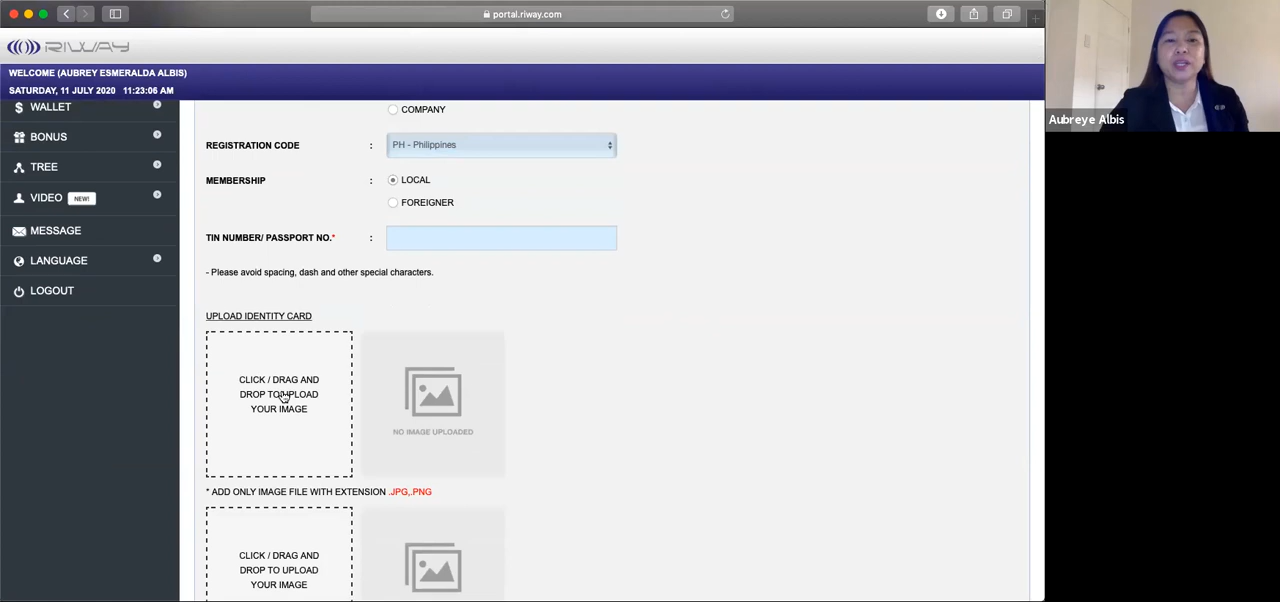 portal.riway.com
RIWAY
WELCOME (AUBREY ESMERALDA ALBIS)
SATURDAY, 11 JULY 2020 11:23:06 AM
WALLET
BONUS
TREE
VIDEO NEW!
MESSAGE
LANGUAGE
LOGOUT
COMPANY
REGISTRATION CODE : PH - Philippines
MEMBERSHIP : LOCAL
FOREIGNER
TIN NUMBER/ PASSPORT NO.* :
- Please avoid spacing, dash and other special characters.
UPLOAD IDENTITY CARD
CLICK / DRAG AND
DROP TO UPLOAD
YOUR IMAGE
NO IMAGE UPLOADED
* ADD ONLY IMAGE FILE WITH EXTENSION .JPG,.PNG
CLICK / DRAG AND
DROP TO UPLOAD
YOUR IMAGE
Aubreye Albis